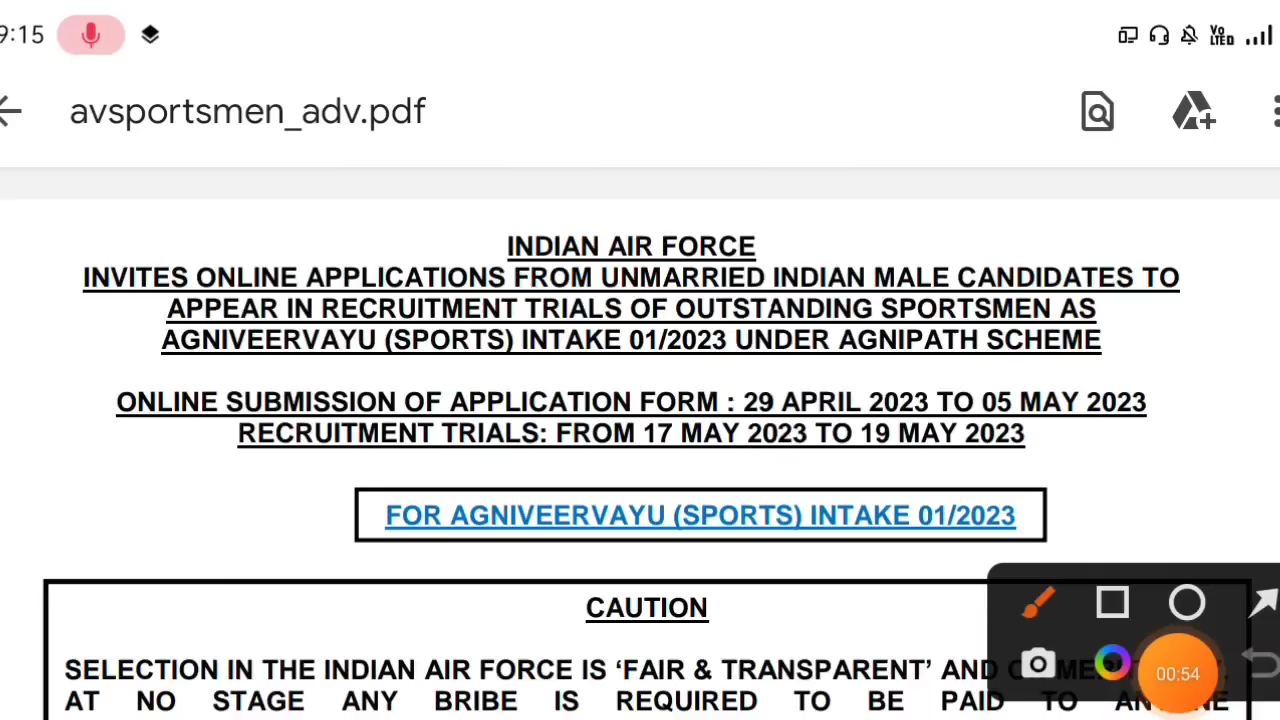 9:15
Vo
LTED
avsportsmen_adv.pdf
INDIAN AIR FORCE
INVITES ONLINE APPLICATIONS FROM UNMARRIED INDIAN MALE CANDIDATES TO
APPEAR IN RECRUITMENT TRIALS OF OUTSTANDING SPORTSMEN AS
AGNIVEERVAYU (SPORTS) INTAKE 01/2023 UNDER AGNIPATH SCHEME
ONLINE SUBMISSION OF APPLICATION FORM : 29 APRIL 2023 TO 05 MAY 2023
RECRUITMENT TRIALS: FROM 17 MAY 2023 TO 19 MAY 2023
FOR AGNIVEERVAYU (SPORTS) INTAKE 01/2023
CAUTION
SELECTION IN THE INDIAN AIR FORCE IS ‘FAIR & TRANSPARENT’ AND
AT NO STAGE ANY BRIBE IS REQUIRED TO BE PAID TO
00:54